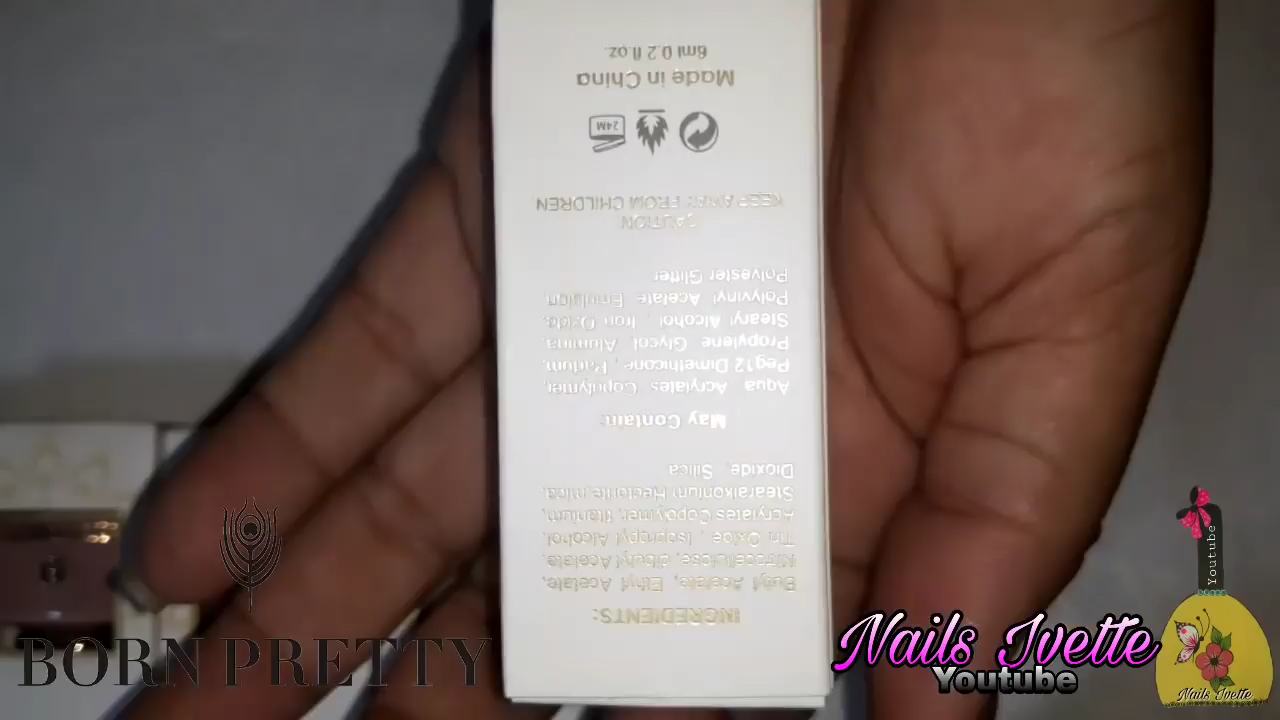 INGREDIENTS:
Butyl Acetate, Ethyl Acetate,
Nitrocellulose, dibutyl Acetate,
Tin Oxide, Isopropyl Alcohol,
Acrylates Copolymer, titanium,
Stearalkonium Hectorite, mica,
Dioxide, Silica
May Contain:
Aqua Acrylates Copolymer,
Peg12 Dimethicone, Parfum,
Propylene Glycol Alumina,
Stearyl Alcohol, Iron Oxide,
Polyvinyl Acetate Emulsion,
Polyester Glitter
CAUTION
KEEP AWAY FROM CHILDREN
24M
Made in China
6ml 0.2 fl.oz.
BORN PRETTY
Nails Ivette
Youtube
Youtube
Nails Ivette